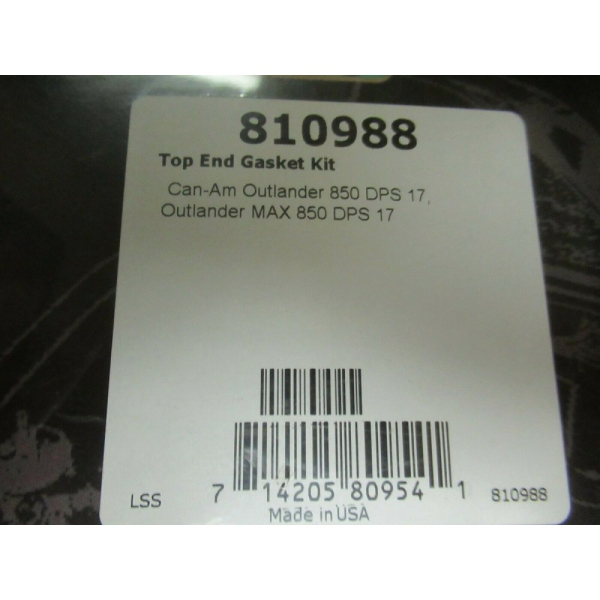 810988
Top End Gasket Kit
Can-Am Outlander 850 DPS 17,
Outlander MAX 850 DPS 17
LSS 7 14205 80954 1 810988
Made in USA